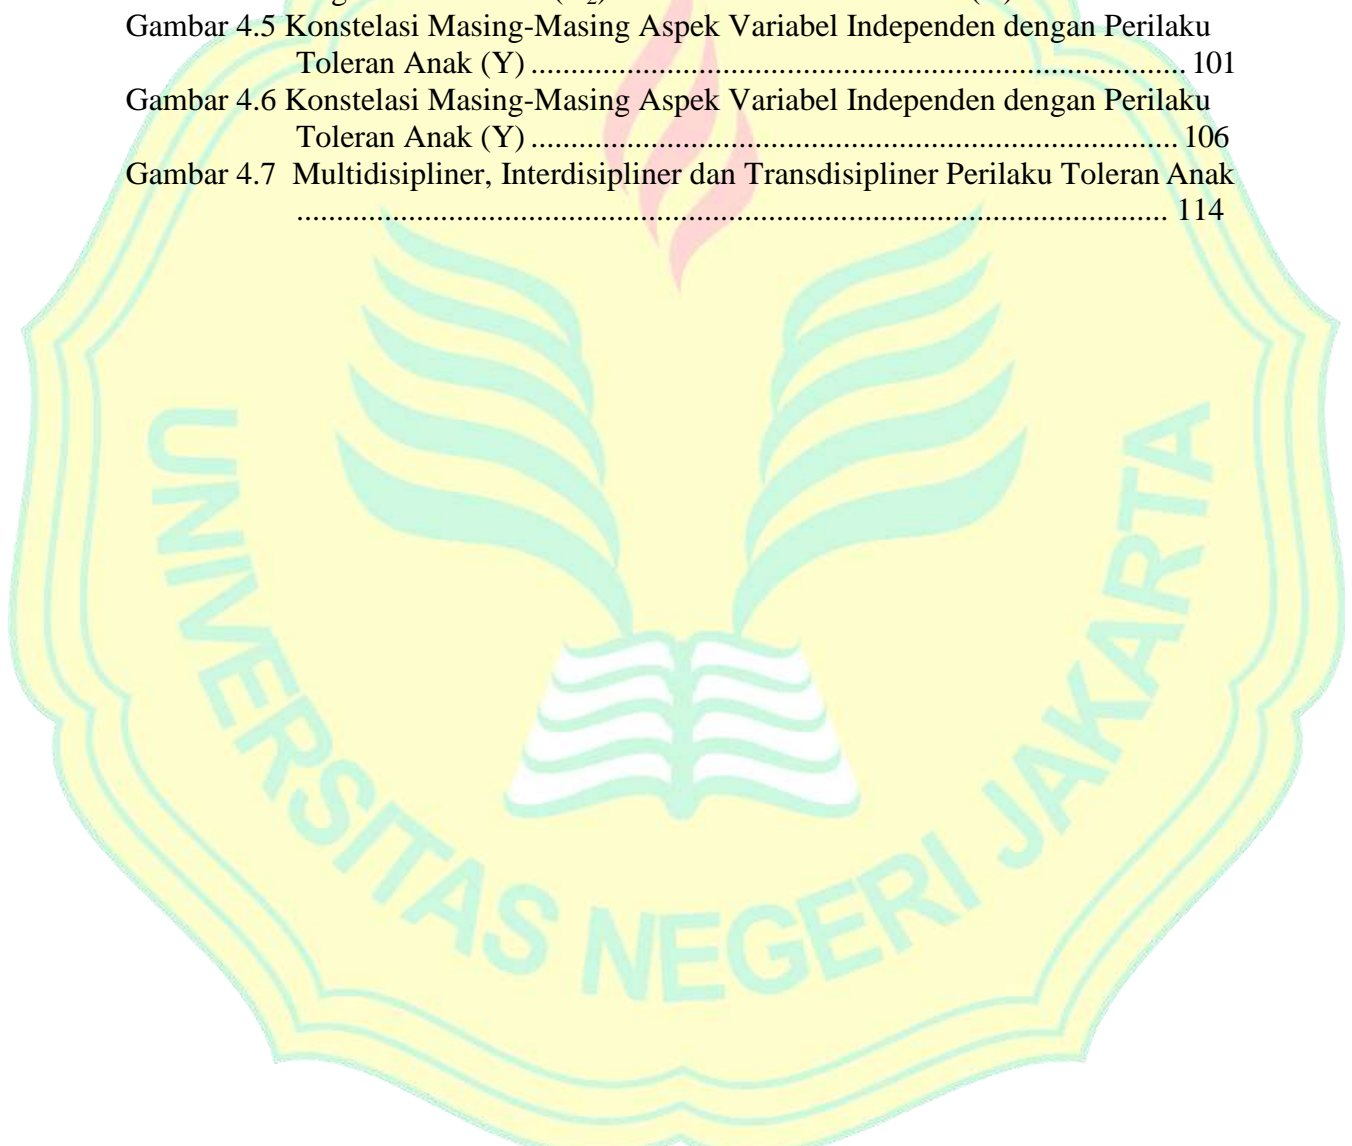 Gambar 4.5 Konstelasi Masing-Masing Aspek Variabel Independen dengan Perilaku
Toleran Anak (Y) ................................................................................... 101
Gambar 4.6 Konstelasi Masing-Masing Aspek Variabel Independen dengan Perilaku
Toleran Anak (Y) .................................................................................. 106
Gambar 4.7 Multidisipliner, Interdisipliner dan Transdisipliner Perilaku Toleran Anak
............................................................................................................. 114
UNIVERSITAS NEGERI JAKARTA